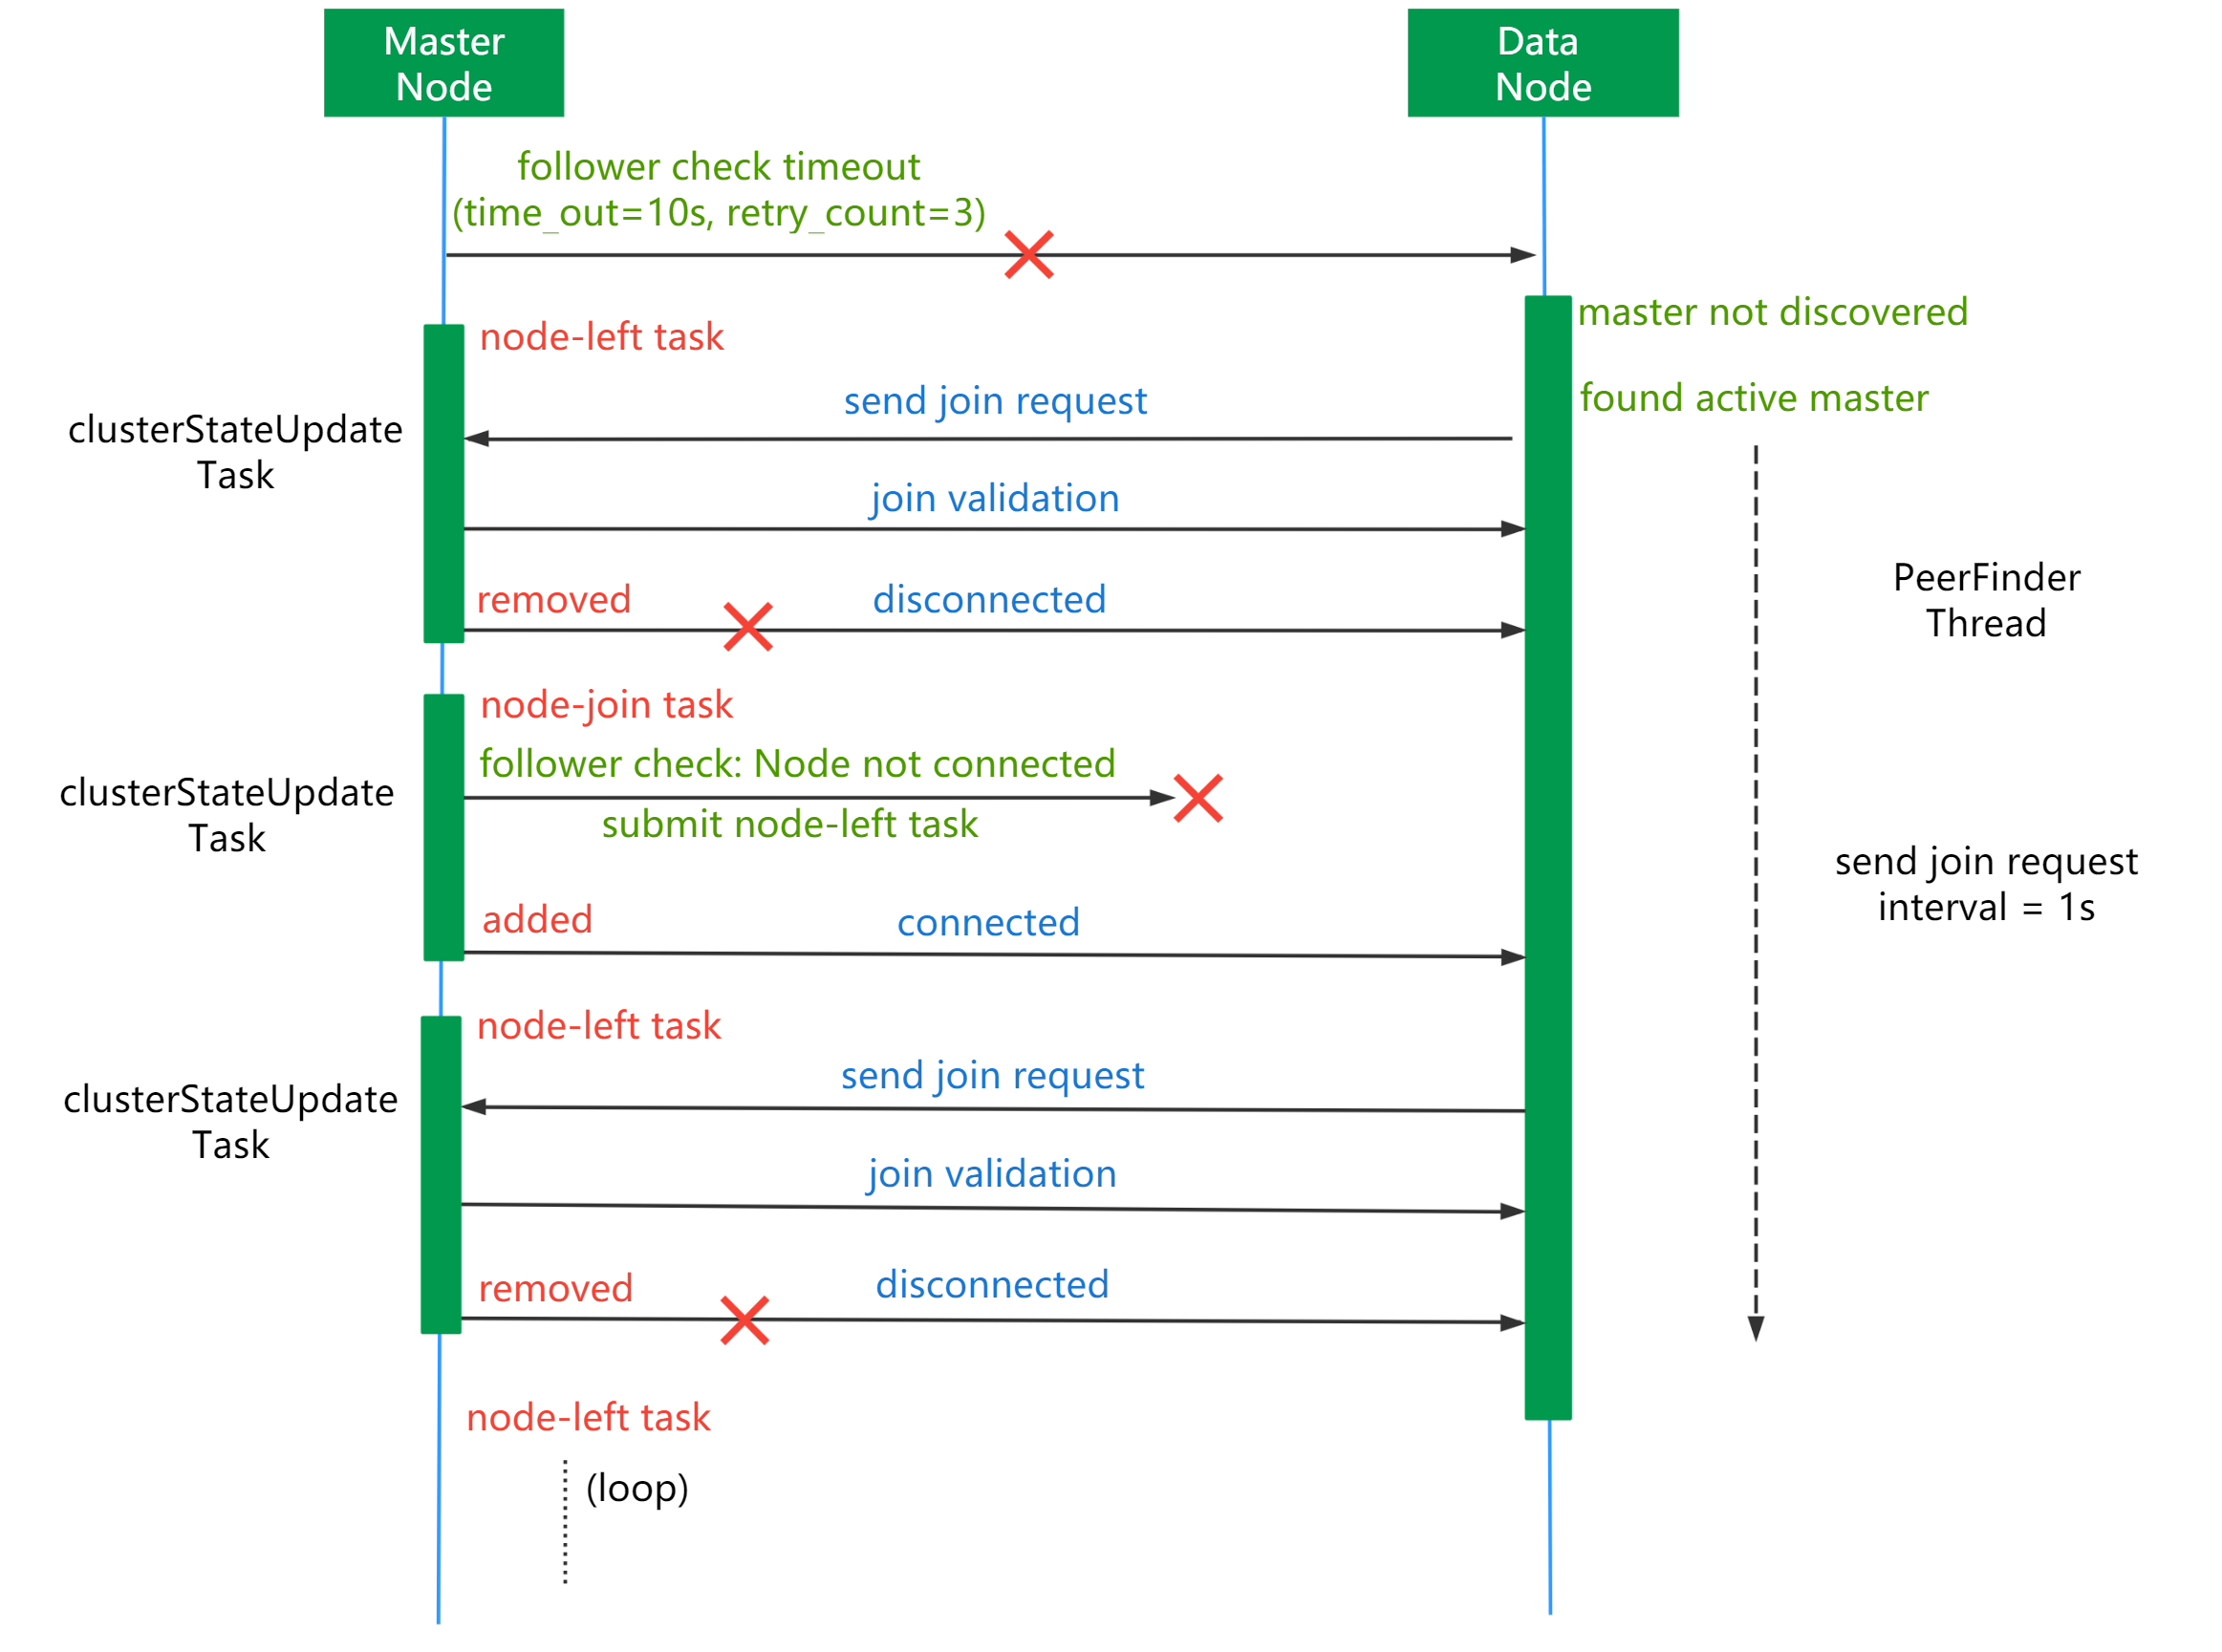 Master
Node
Data
Node
follower check timeout
(time_out=10s, retry_count=3)
master not discovered
node-left task
send join request
found active master
clusterStateUpdate
Task
join validation
removed
disconnected
PeerFinder
Thread
node-join task
follower check: Node not connected
clusterStateUpdate
Task
submit node-left task
send join request
interval = 1s
added
connected
node-left task
send join request
clusterStateUpdate
Task
join validation
removed
disconnected
node-left task
(loop)